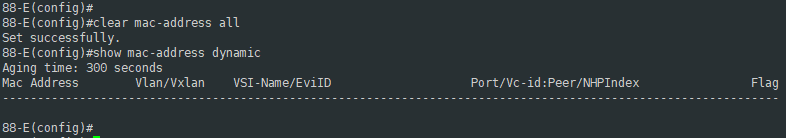 88-E(config)#
88-E(config)#clear mac-address all
Set successfully.
88-E(config)#show mac-address dynamic
Aging time: 300 seconds
Mac Address Vlan/Vxlan VSI-Name/EviID Port/Vc-id:Peer/NHPIndex Flag
---------------------------------------------------------------------------------------------------
88-E(config)#